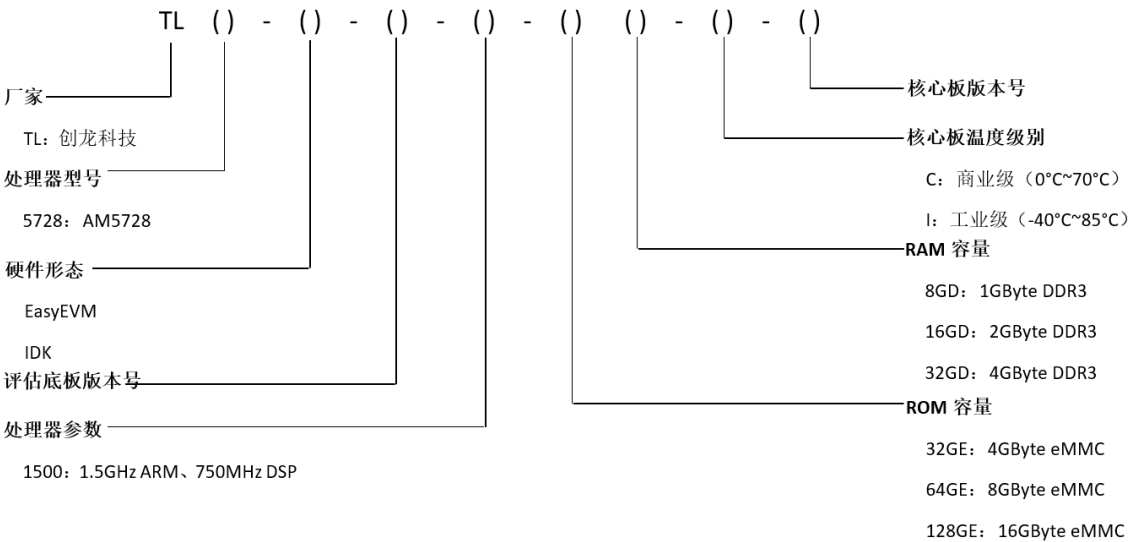 TL () - () - () - () - () () - () - ()
厂家
TL：创龙科技
处理器型号
5728：AM5728
硬件形态
EasyEVM
IDK
评估底板版本号
处理器参数
1500：1.5GHz ARM、750MHz DSP
核心板版本号
核心板温度级别
C：商业级（0°C~70°C）
I：工业级（-40°C~85°C）
RAM 容量
8GD：1GByte DDR3
16GD：2GByte DDR3
32GD：4GByte DDR3
ROM 容量
32GE：4GByte eMMC
64GE：8GByte eMMC
128GE：16GByte eMMC